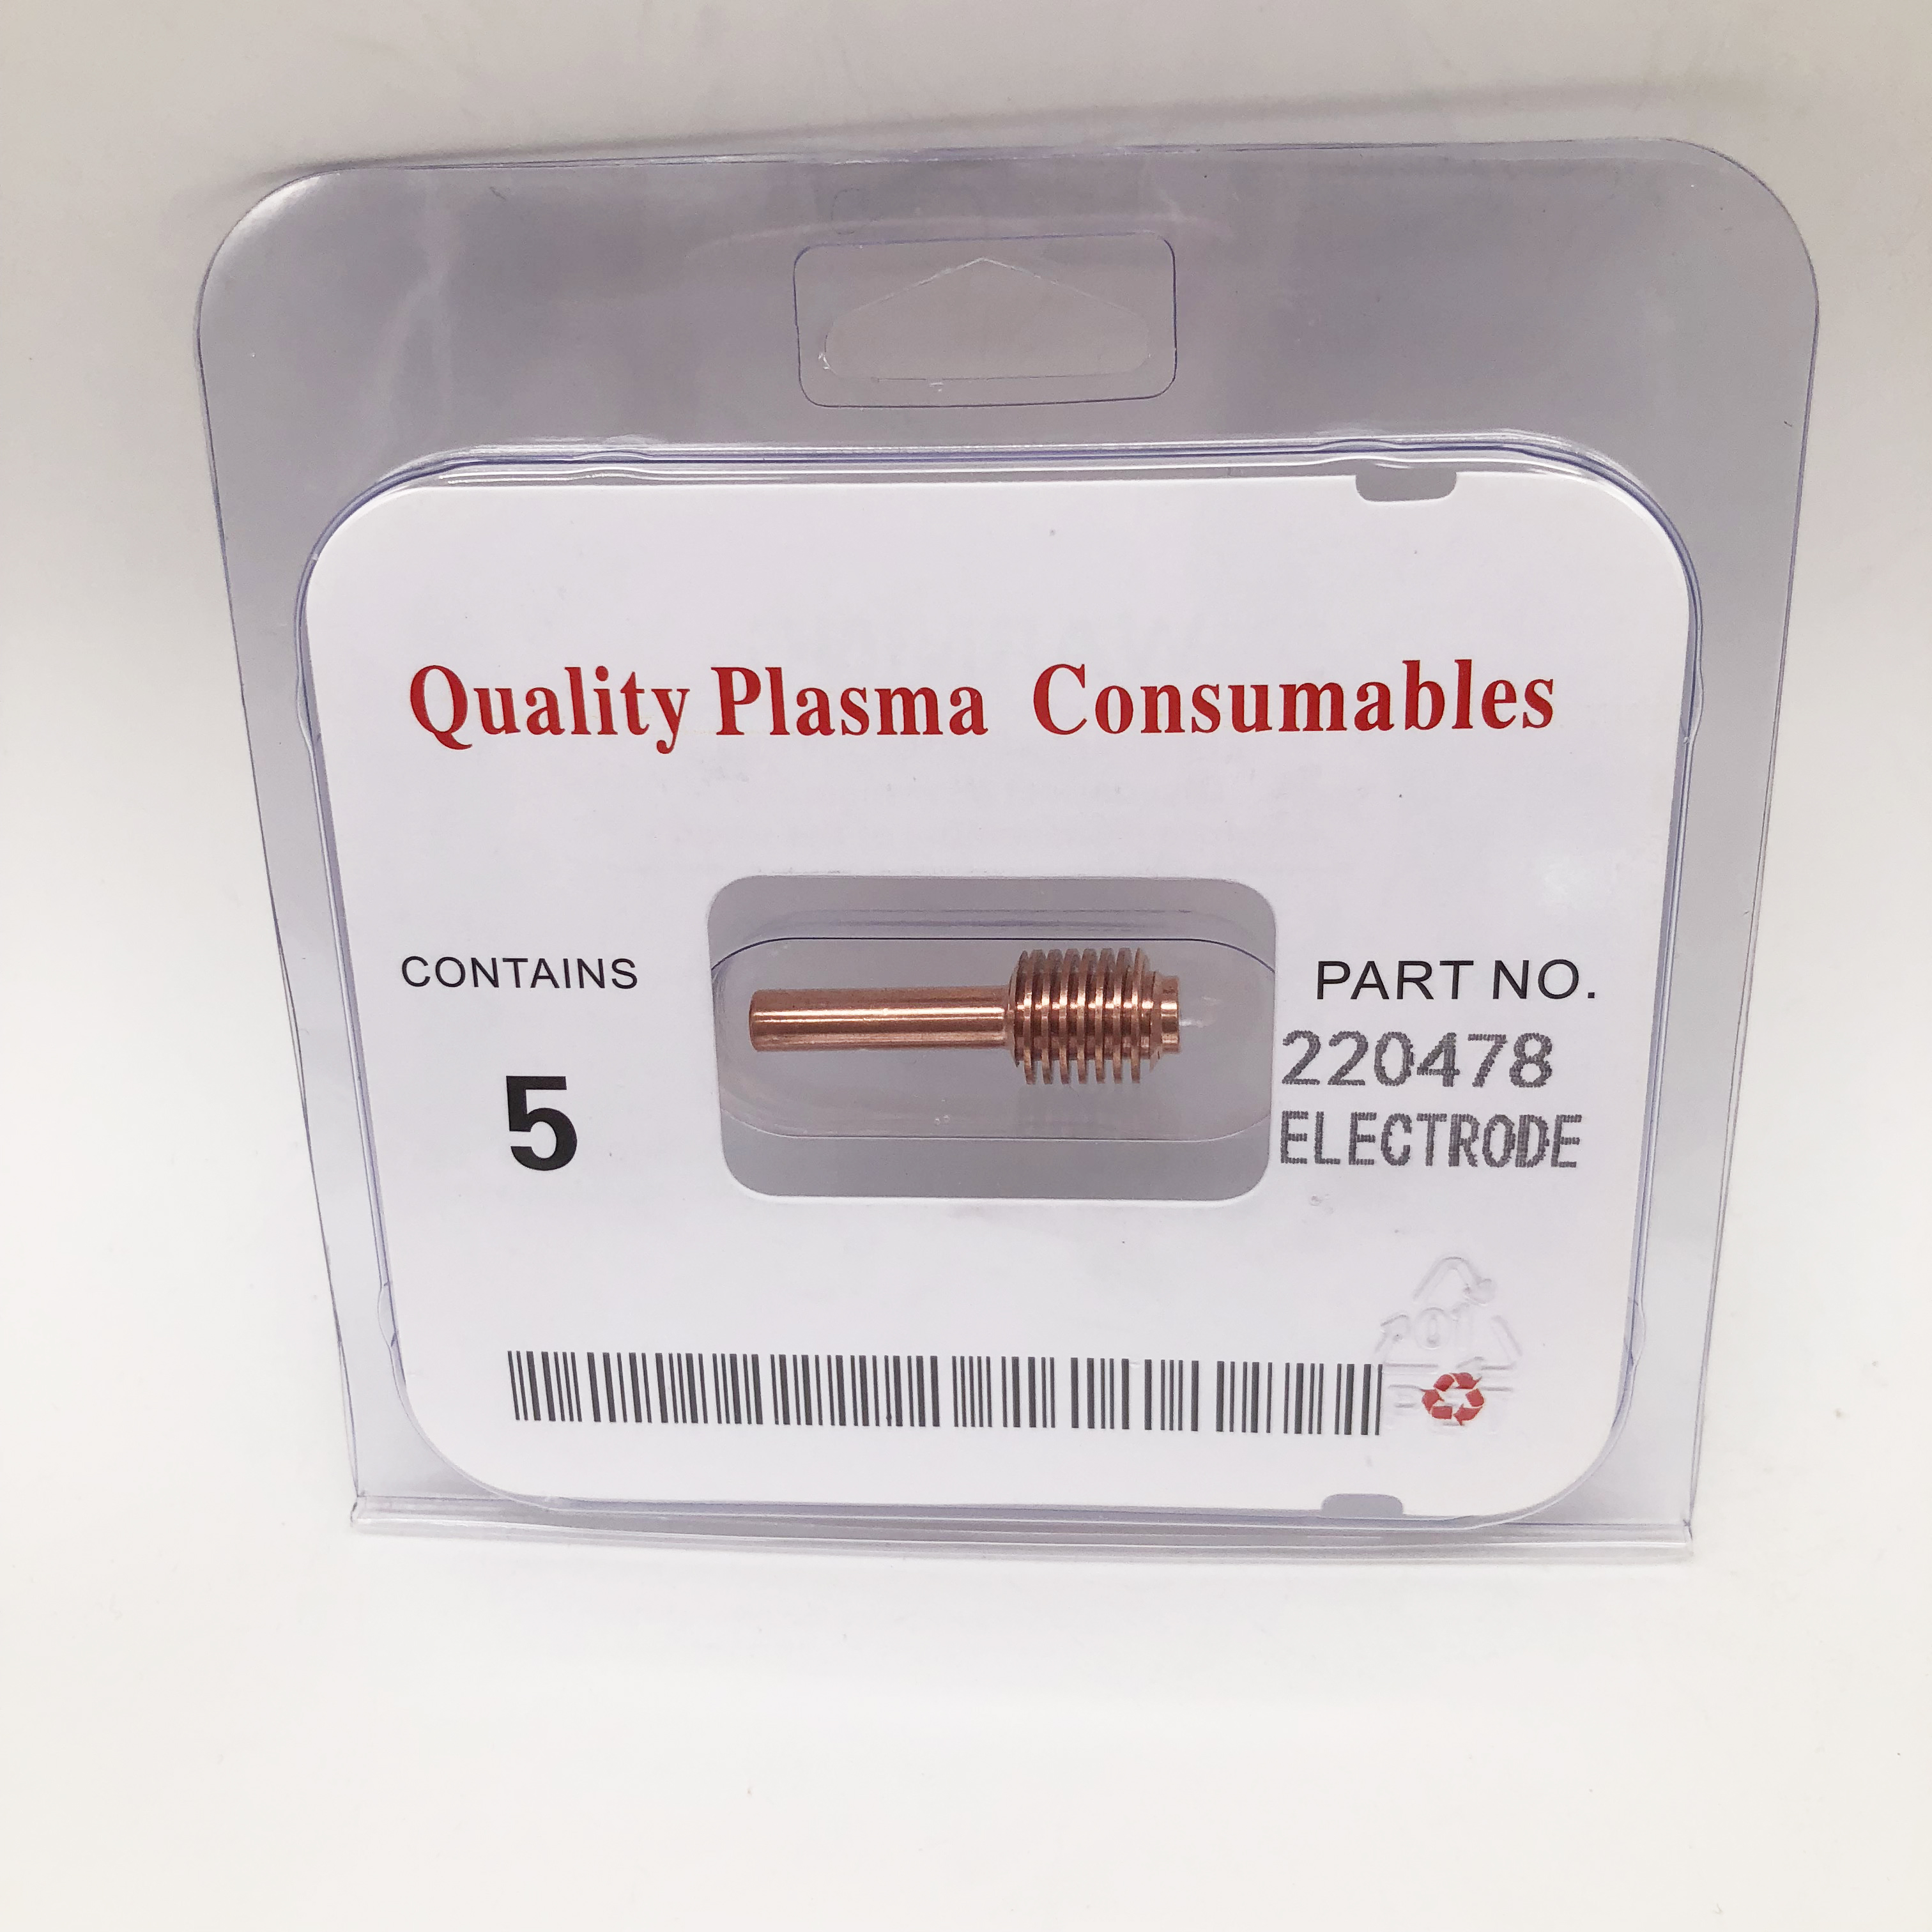 Quality Plasma Consumables
CONTAINS
5
PART NO.
220478
ELECTRODE